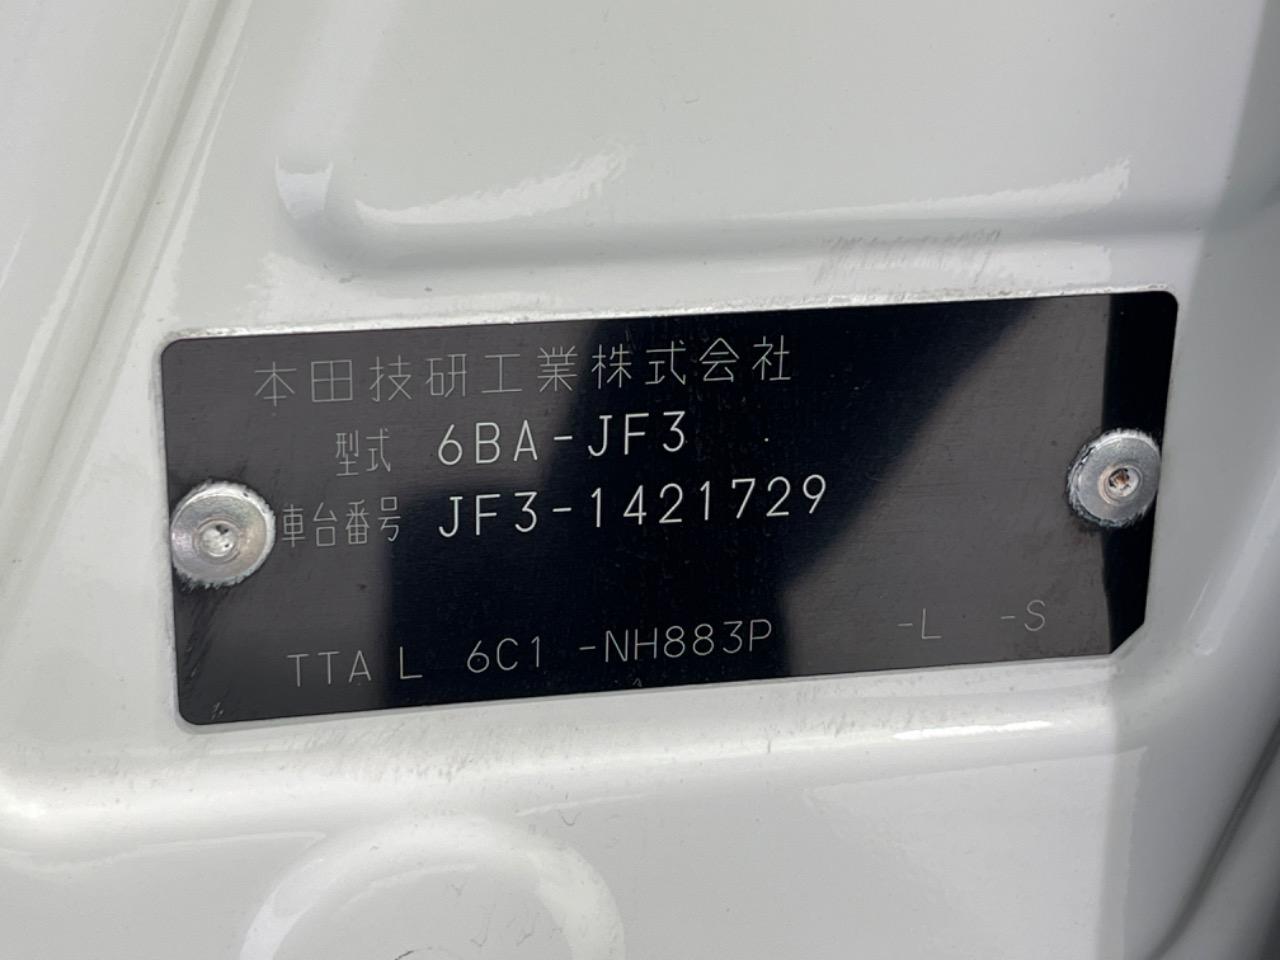 本田技研工業株式会社
型式 6BA-JF3
車台番号 JF3-1421729
TTA L 6C1 -NH883P -L -S